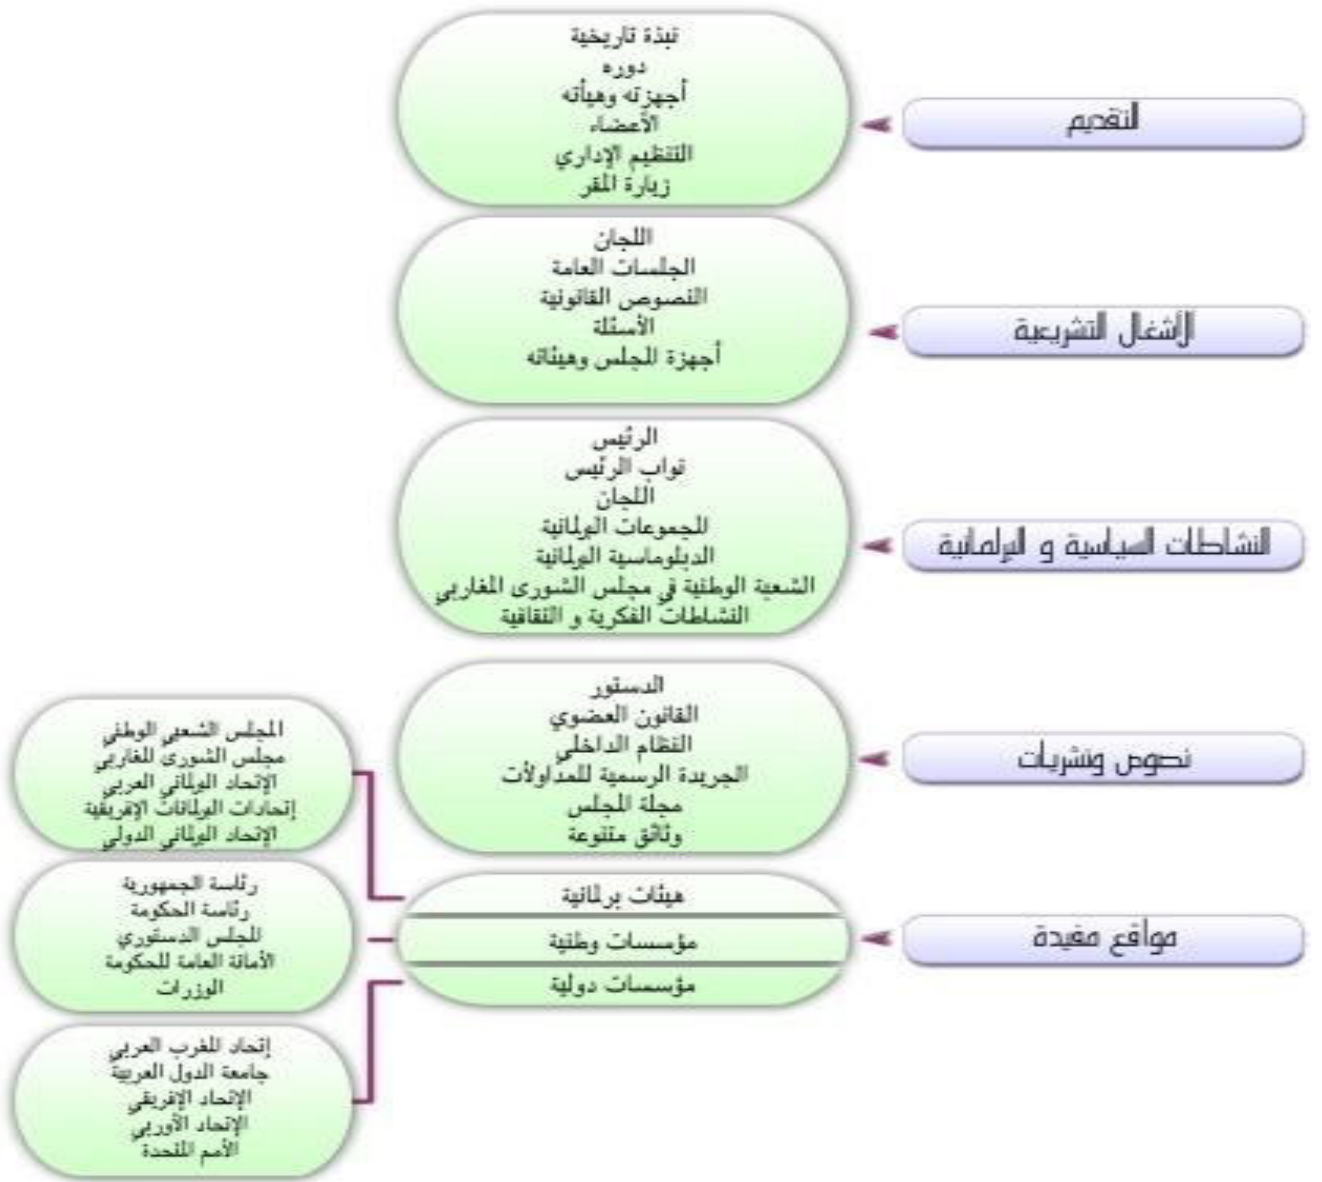 التقديم
نبذة تاريخية
دوره
أجهزته وهيأته
الأعضاء
التنظيم الإداري
زيارة المقر
الأشغال التشريعية
اللجان
الجلسات العامة
النصوص القانونية
الأسئلة
أجهزة المجلس وهيئاته
النشاطات السياسية و البرلمانية
الرئيس
نواب الرئيس
اللجان
المجموعات البرلمانية
الدبلوماسية البرلمانية
الشعبة الوطنية في مجلس الشورى المغاربي
النشاطات الفكرية و الثقافية
نصوص ونشريات
الدستور
القانون العضوي
النظام الداخلي
الجريدة الرسمية للمداولات
مجلة المجلس
وثائق متنوعة
مواقع مفيدة
هيئات برلمانية
مؤسسات وطنية
مؤسسات دولية
المجلس الشعبي الوطني
مجلس الشورى المغاربي
الإتحاد البرلماني العربي
إتحادات البرلمانات الإفريقية
الإتحاد البرلماني الدولي
رئاسة الجمهورية
رئاسة الحكومة
المجلس الدستوري
الأمانة العامة للحكومة
الوزرات
إتحاد المغرب العربي
جامعة الدول العربية
الإتحاد الإفريقي
الإتحاد الأوربي
الأمم المتحدة